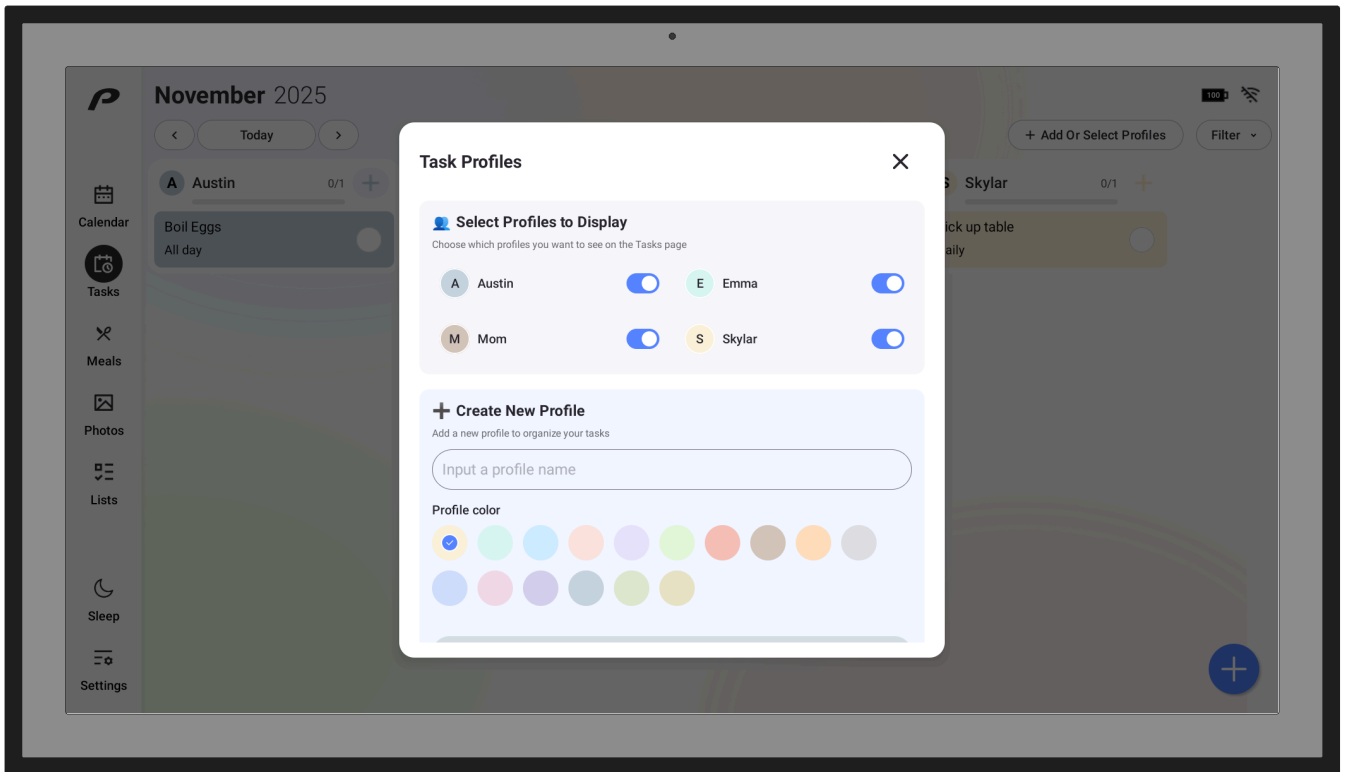 November 2025
100
Today
+ Add Or Select Profiles
Filter
A Austin 0/1
Boil Eggs
All day
S Skylar 0/1
ick up table
aily
Calendar
Tasks
Meals
Photos
Lists
Sleep
Settings
Task Profiles
Select Profiles to Display
Choose which profiles you want to see on the Tasks page
A Austin
E Emma
M Mom
S Skylar
Create New Profile
Add a new profile to organize your tasks
Input a profile name
Profile color